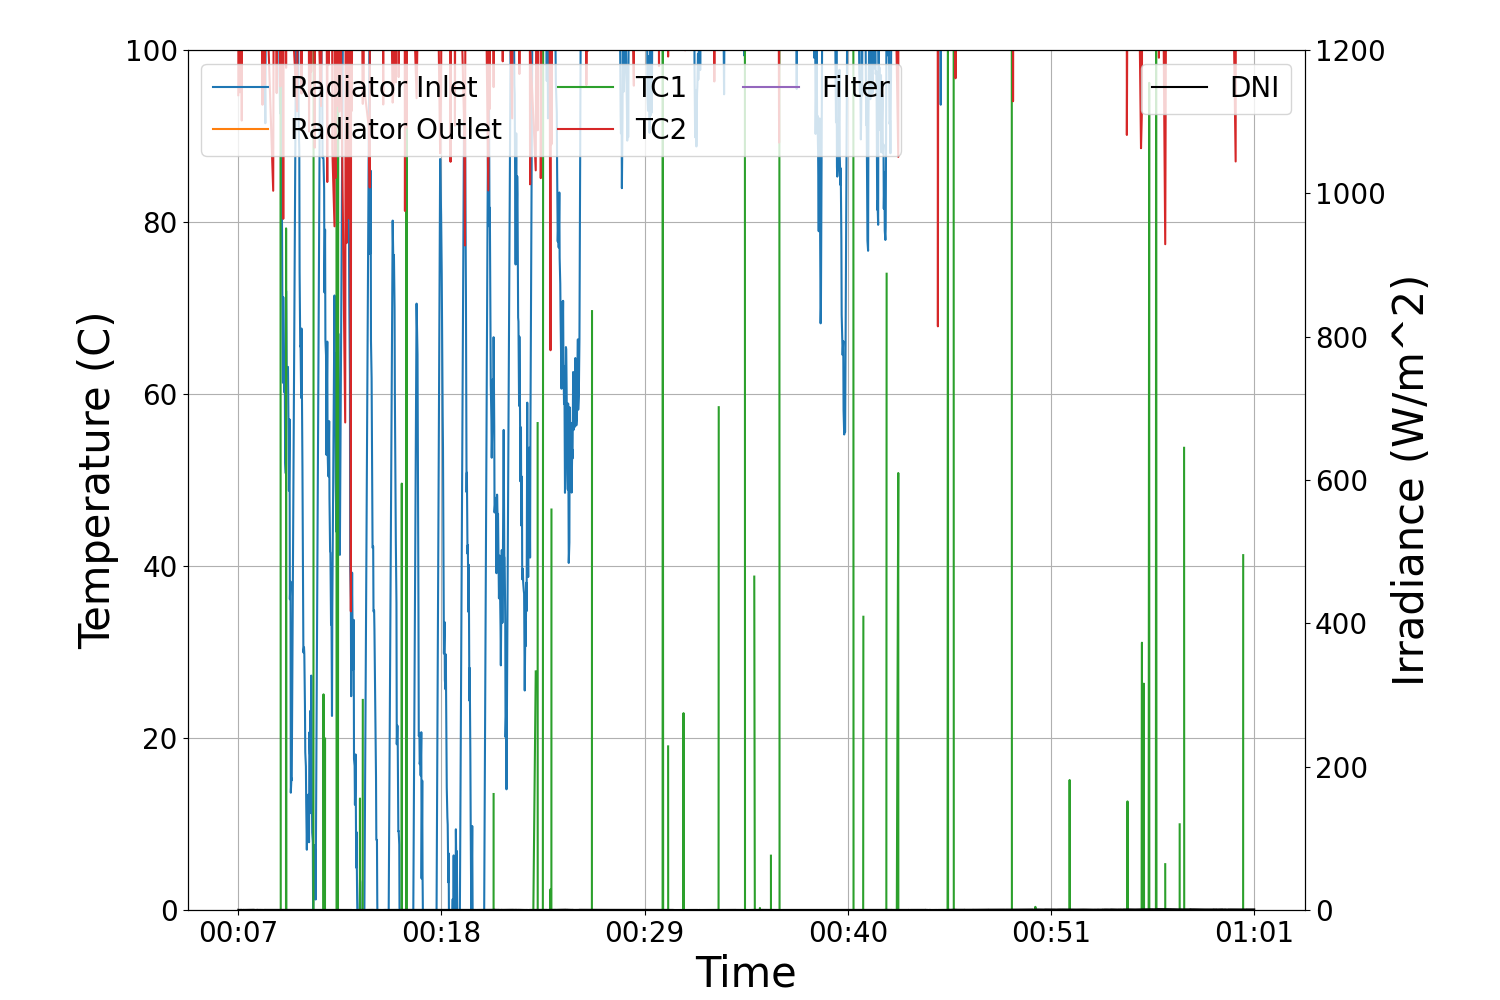 100
80
60
40
20
0
Temperature (C)
Radiator Inlet
Radiator Outlet
TC1
TC2
Filter
DNI
1200
1000
800
600
400
200
0
Irradiance (W/m^2)
00:07 00:18 00:29 00:40 00:51 01:01
Time